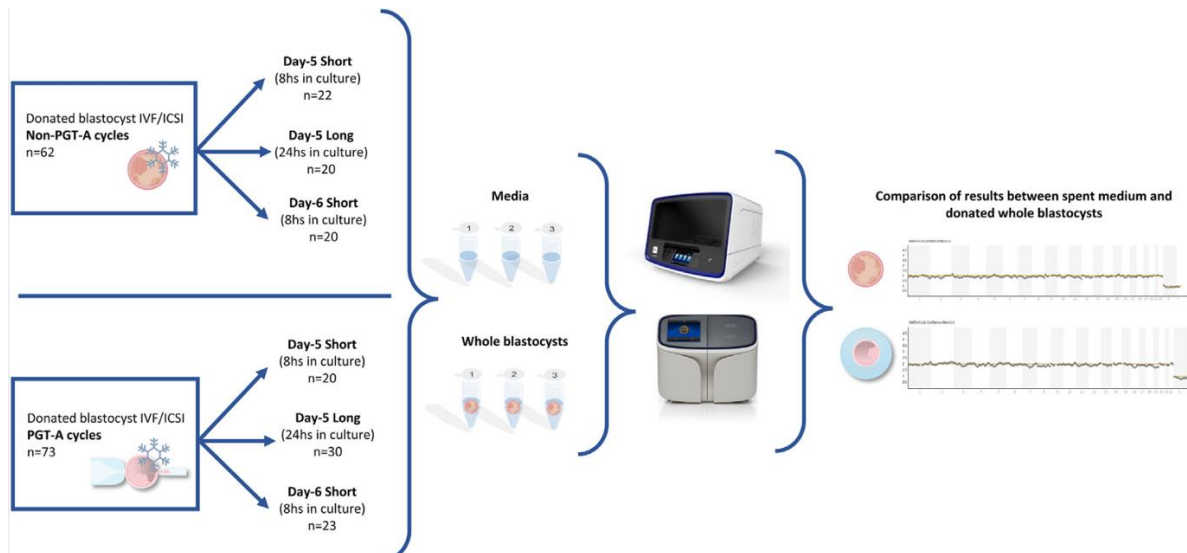 Donated blastocyst IVF/ICSI
Non-PGT-A cycles
n=62
Day-5 Short
(8hs in culture)
n=22
Day-5 Long
(24hs in culture)
n=20
Day-6 Short
(8hs in culture)
n=20
Donated blastocyst IVF/ICSI
PGT-A cycles
n=73
Day-5 Short
(8hs in culture)
n=20
Day-5 Long
(24hs in culture)
n=30
Day-6 Short
(8hs in culture)
n=23
Media
1 2 3
Whole blastocysts
1 2 3
Comparison of results between spent medium and
donated whole blastocysts